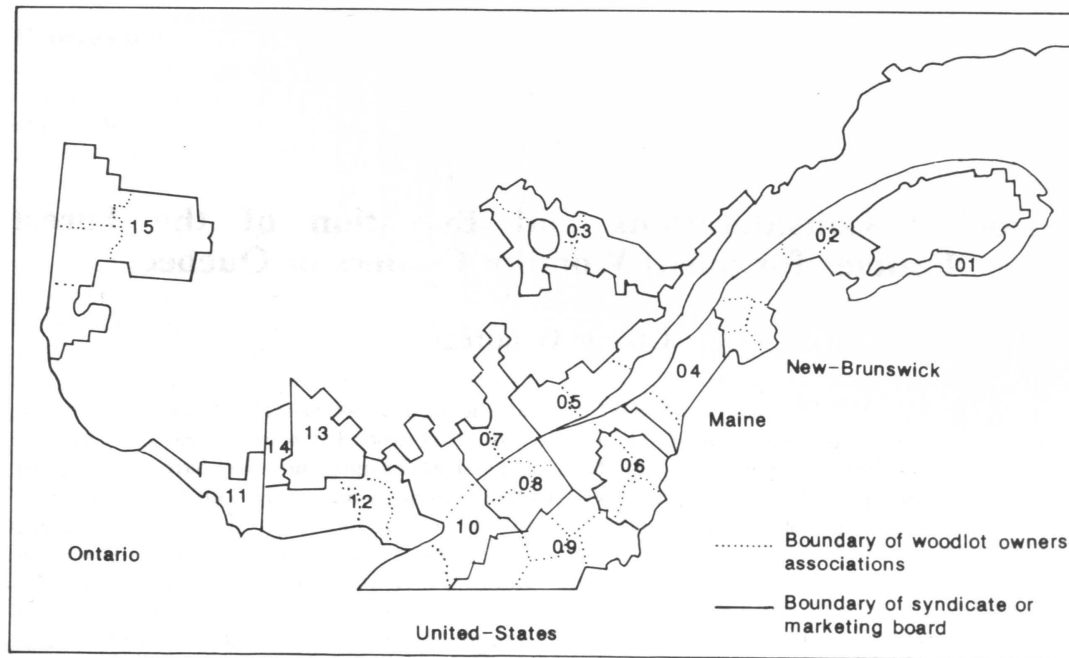 15
03
02
01
04
New-Brunswick
05
Maine
13
07
14
06
08
11
12
10
09
Ontario
Boundary of woodlot owners
associations
Boundary of syndicate or
marketing board
United-States